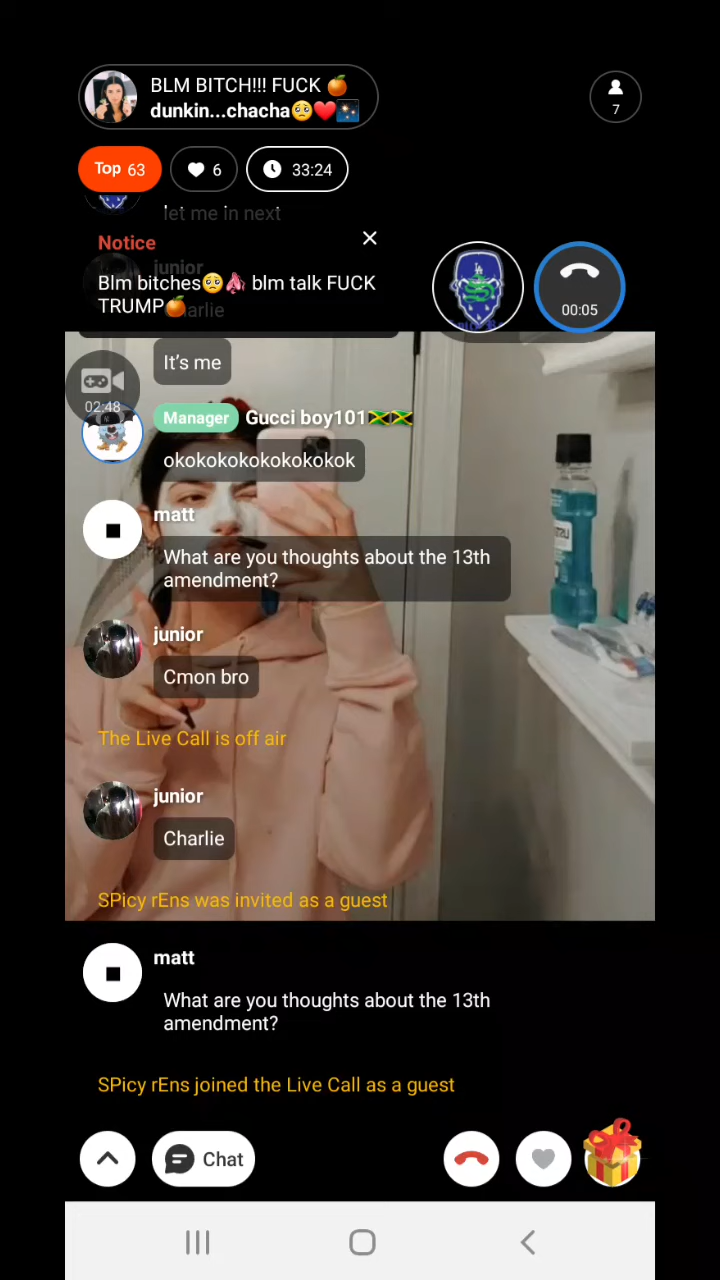 BLM BITCH!!! FUCK 🍊
dunkin...chacha🥺❤️🎇
7
Top 63
6
33:24
let me in next
Notice
junior
Blm bitches🥺 blm talk FUCK
TRUMP🍊
Charlie
00:05
It's me
02:48
Manager Gucci boy101🇯🇲🇯🇲
okokokokokokokokok
matt
What are you thoughts about the 13th
amendment?
junior
Cmon bro
The Live Call is off air
junior
Charlie
SPicy rEns was invited as a guest
matt
What are you thoughts about the 13th
amendment?
SPicy rEns joined the Live Call as a guest
Chat